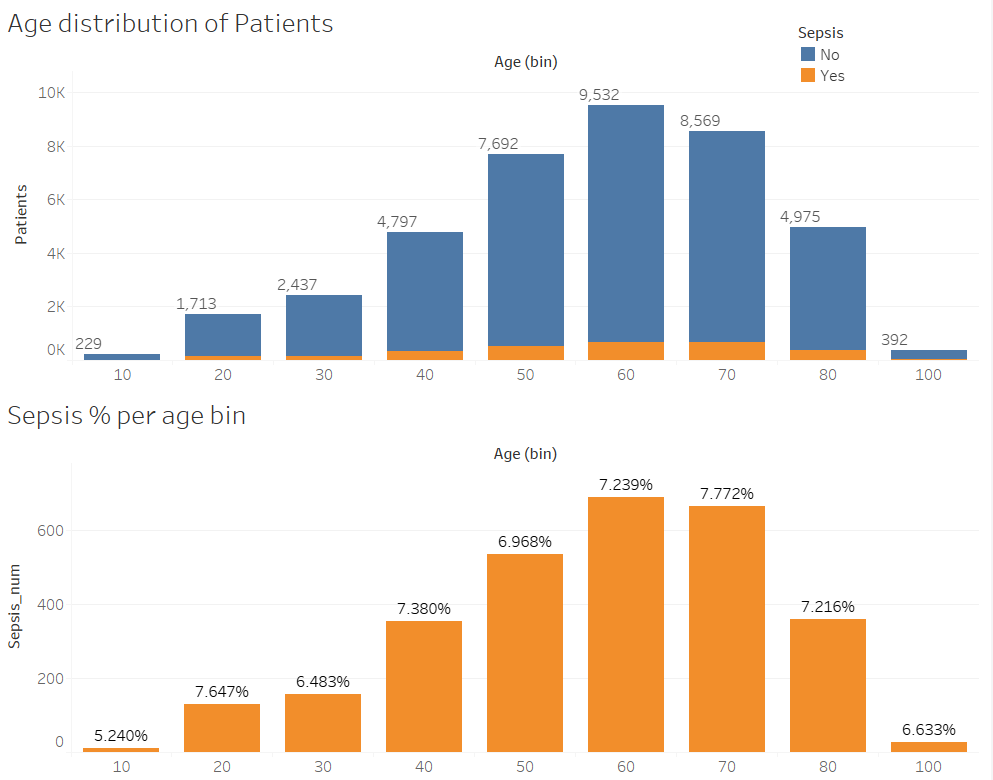 Age distribution of Patients
Sepsis
No
Yes
Age (bin)
Patients
10K
8K
6K
4K
2K
0K
229
1,713
2,437
4,797
7,692
9,532
8,569
4,975
392
10 20 30 40 50 60 70 80 100
Sepsis % per age bin
Age (bin)
Sepsis_num
600
400
200
0
5.240%
7.647%
6.483%
7.380%
6.968%
7.239%
7.772%
7.216%
6.633%
10 20 30 40 50 60 70 80 100